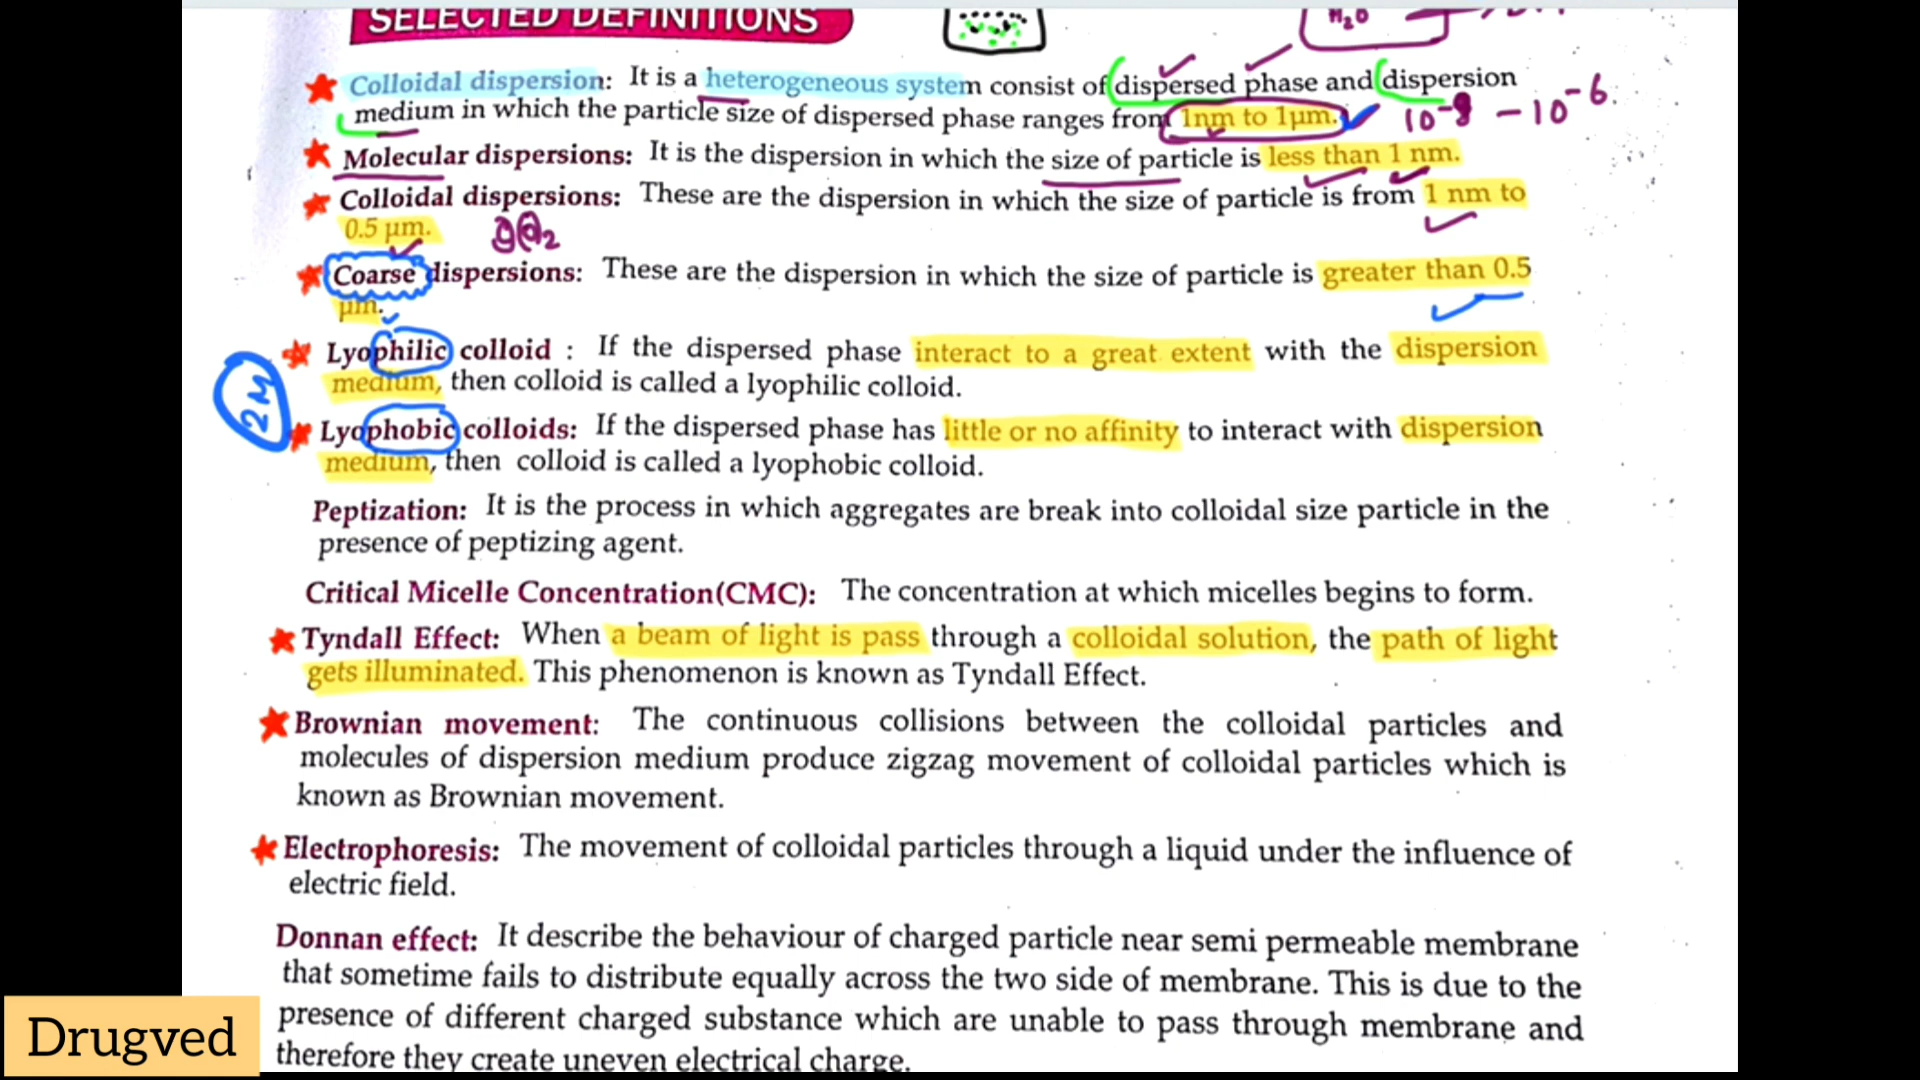 SELECTED DEFINITIONS
H₂O
Colloidal dispersion: It is a heterogeneous system consist of dispersed phase and dispersion
medium in which the particle size of dispersed phase ranges from 1nm to 1µm. 10⁻⁹ – 10⁻⁶.
Molecular dispersions: It is the dispersion in which the size of particle is less than 1 nm.
Colloidal dispersions: These are the dispersion in which the size of particle is from 1 nm to
0.5 µm.
Coarse dispersions: These are the dispersion in which the size of particle is greater than 0.5
µm.
Lyophilic colloid : If the dispersed phase interact to a great extent with the dispersion
medium, then colloid is called a lyophilic colloid.
2M
Lyophobic colloids: If the dispersed phase has little or no affinity to interact with dispersion
medium, then colloid is called a lyophobic colloid.
Peptization: It is the process in which aggregates are break into colloidal size particle in the
presence of peptizing agent.
Critical Micelle Concentration(CMC): The concentration at which micelles begins to form.
Tyndall Effect: When a beam of light is pass through a colloidal solution, the path of light
gets illuminated. This phenomenon is known as Tyndall Effect.
Brownian movement: The continuous collisions between the colloidal particles and
molecules of dispersion medium produce zigzag movement of colloidal particles which is
known as Brownian movement.
Electrophoresis: The movement of colloidal particles through a liquid under the influence of
electric field.
Donnan effect: It describe the behaviour of charged particle near semi permeable membrane
that sometime fails to distribute equally across the two side of membrane. This is due to the
presence of different charged substance which are unable to pass through membrane and
therefore they create uneven electrical charge.
Drugved